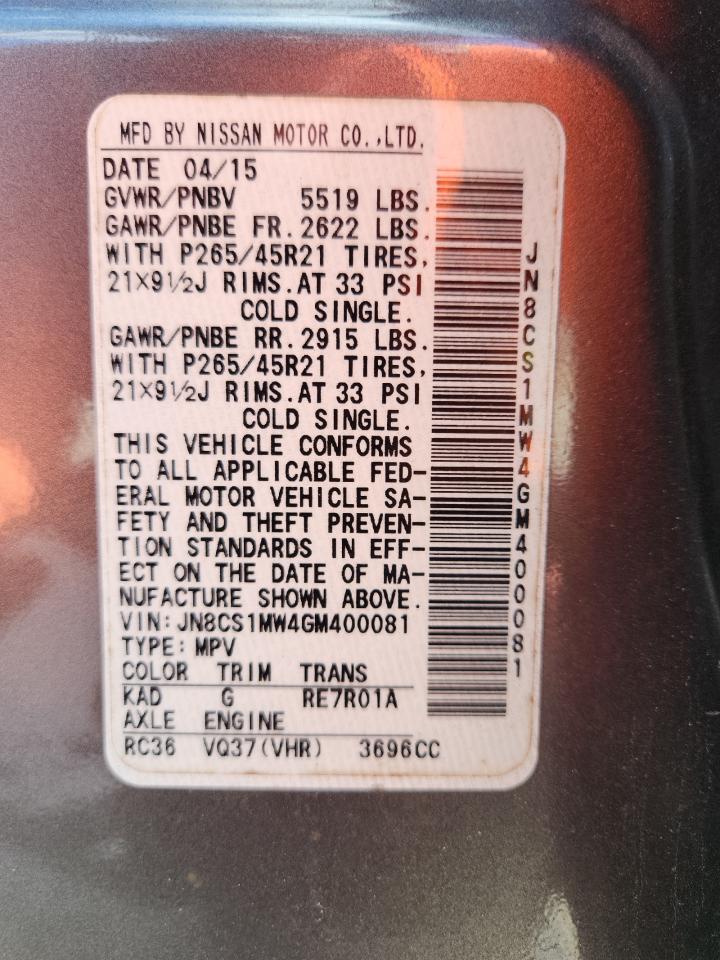 MFD BY NISSAN MOTOR CO.,LTD.
DATE 04/15
GVWR/PNBV 5519 LBS.
GAWR/PNBE FR.2622 LBS.
WITH P265/45R21 TIRES,
21×9½J RIMS.AT 33 PSI
COLD SINGLE.
GAWR/PNBE RR.2915 LBS.
WITH P265/45R21 TIRES,
21×9½J RIMS.AT 33 PSI
COLD SINGLE.
THIS VEHICLE CONFORMS
TO ALL APPLICABLE FED-
ERAL MOTOR VEHICLE SA-
FETY AND THEFT PREVEN-
TION STANDARDS IN EFF-
ECT ON THE DATE OF MA-
NUFACTURE SHOWN ABOVE.
VIN:JN8CS1MW4GM400081
TYPE:MPV
COLOR TRIM TRANS
KAD G RE7R01A
AXLE ENGINE
RC36 VQ37(VHR) 3696CC
JN8CS1MW4GM400081